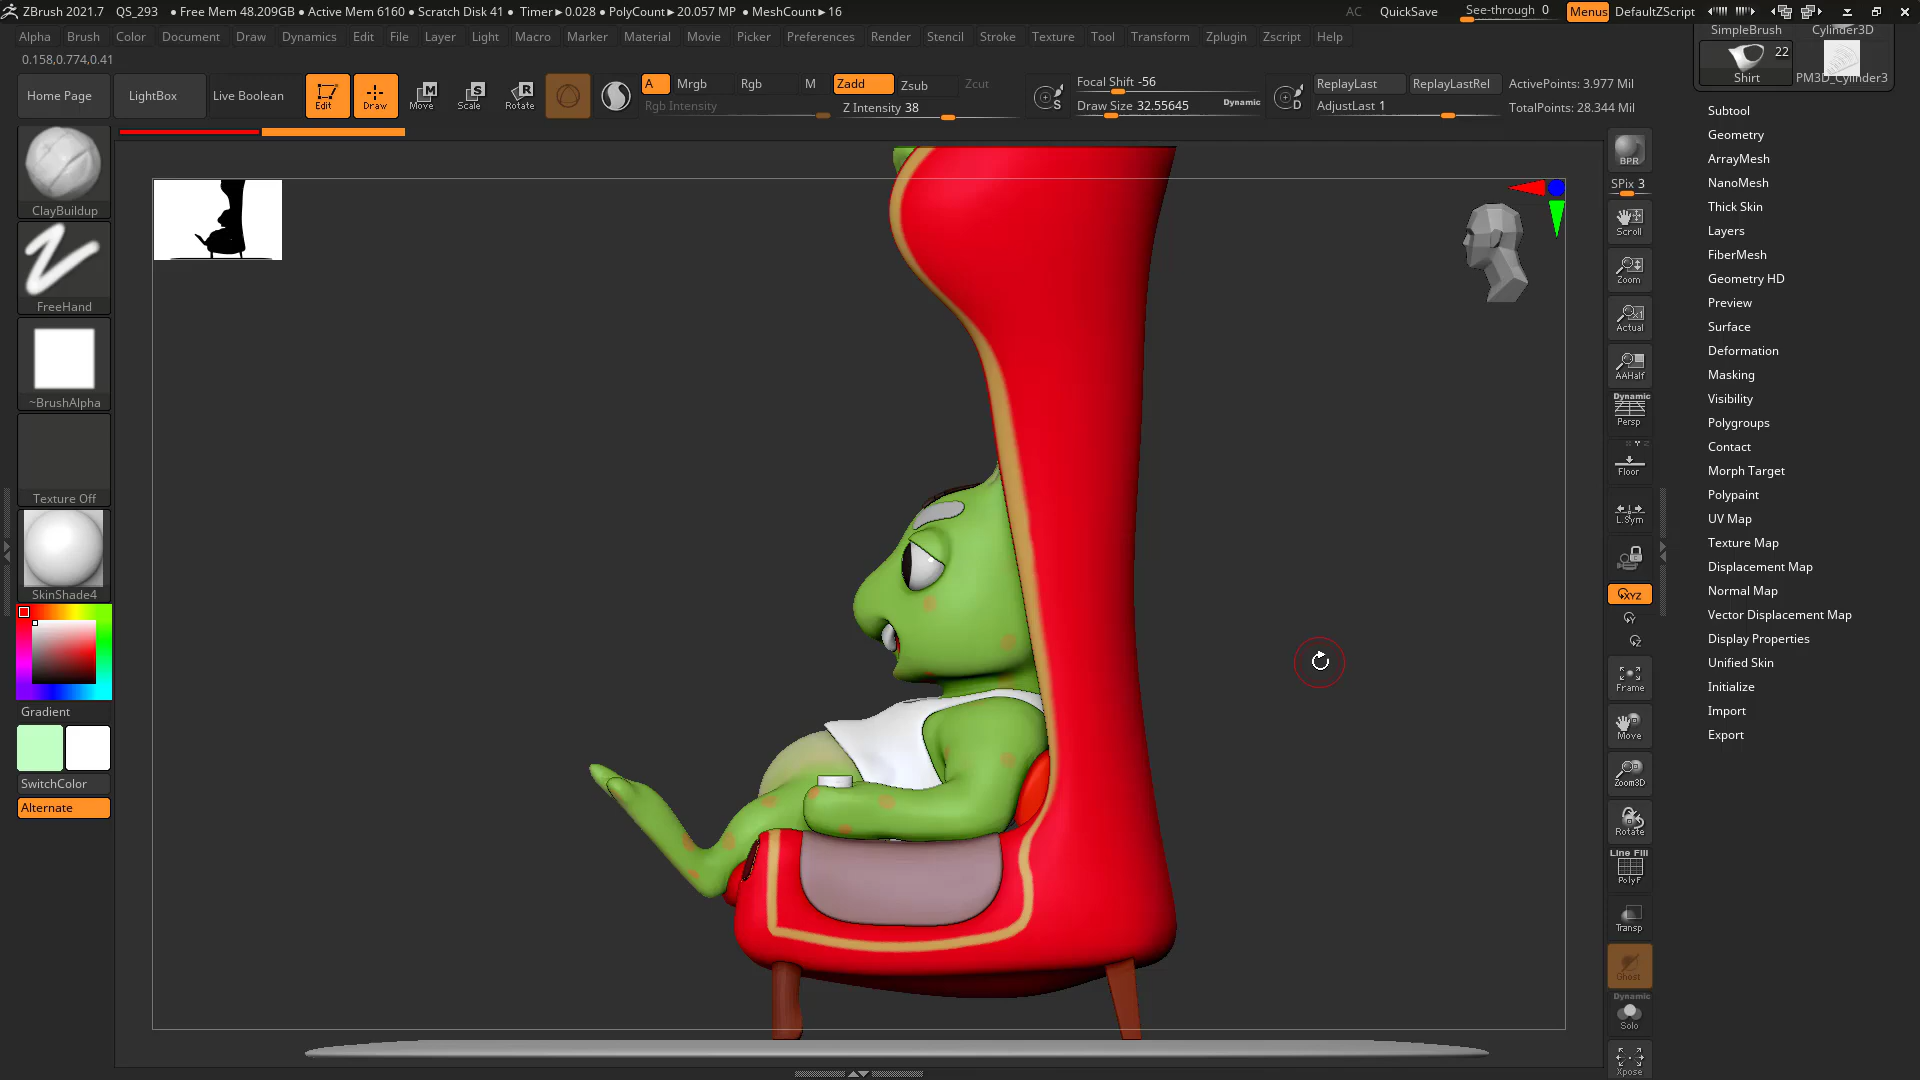 ZBrush 2021.7 QS_293 • Free Mem 48.209GB • Active Mem 6160 • Scratch Disk 41 • Timer▸0.028 • PolyCount▸20.057 MP • MeshCount▸16 AC QuickSave See-through 0 Menus DefaultZScript
Alpha Brush Color Document Draw Dynamics Edit File Layer Light Macro Marker Material Movie Picker Preferences Render Stencil Stroke Texture Tool Transform Zplugin Zscript Help
0.158,0.774,0.41
Home Page LightBox Live Boolean Edit Draw Move Scale Rotate
A Mrgb Rgb M Zadd Zsub Zcut
Rgb Intensity Z Intensity 38
Focal Shift -56
Draw Size 32.55645 Dynamic
ReplayLast ReplayLastRel
AdjustLast 1
ActivePoints: 3.977 Mil
TotalPoints: 28.344 Mil
ClayBuildup
FreeHand
~BrushAlpha
Texture Off
SkinShade4
Gradient
SwitchColor
Alternate
BPR
SPix 3
Scroll
Zoom
Actual
AAHalf
Dynamic
Persp
Floor
L.Sym
XYZ
Frame
Move
Zoom3D
Rotate
Line Fill
PolyF
Transp
Ghost
Dynamic
Solo
Xpose
SimpleBrush Cylinder3D
22
Shirt PM3D_Cylinder3
Subtool
Geometry
ArrayMesh
NanoMesh
Thick Skin
Layers
FiberMesh
Geometry HD
Preview
Surface
Deformation
Masking
Visibility
Polygroups
Contact
Morph Target
Polypaint
UV Map
Texture Map
Displacement Map
Normal Map
Vector Displacement Map
Display Properties
Unified Skin
Initialize
Import
Export